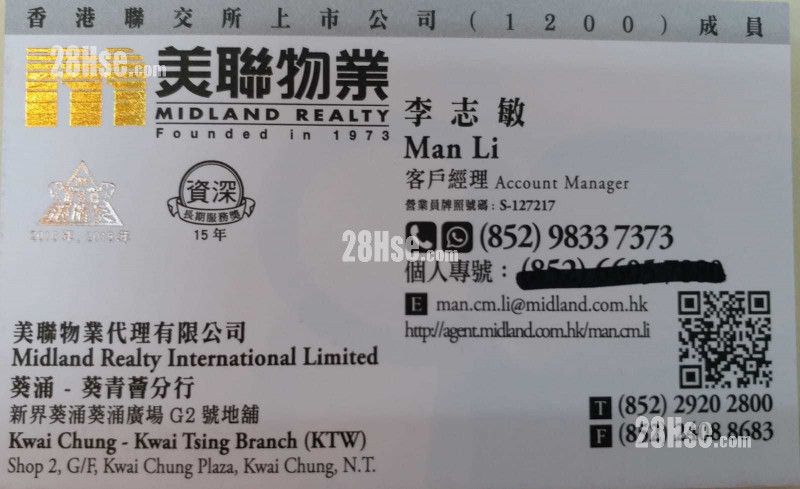 香港聯交所上市公司(1200)成員
28Hse.com
美聯物業
MIDLAND REALTY
Founded in 1973
李志敏
Man Li
客戶經理 Account Manager
營業員牌照號碼 : S-127217
資深
長期服務獎
15 年
(852) 9833 7373
28Hse.com
個人專號 :
E man.cm.li@midland.com.hk
http://agent.midland.com.hk/man.cm.li
美聯物業代理有限公司
Midland Realty International Limited
葵涌 - 葵青薈分行
新界葵涌葵涌廣場 G2 號地舖
Kwai Chung - Kwai Tsing Branch (KTW)
Shop 2, G/F, Kwai Chung Plaza, Kwai Chung, N.T.
T (852) 2920 2800
F 8683
28Hse.com